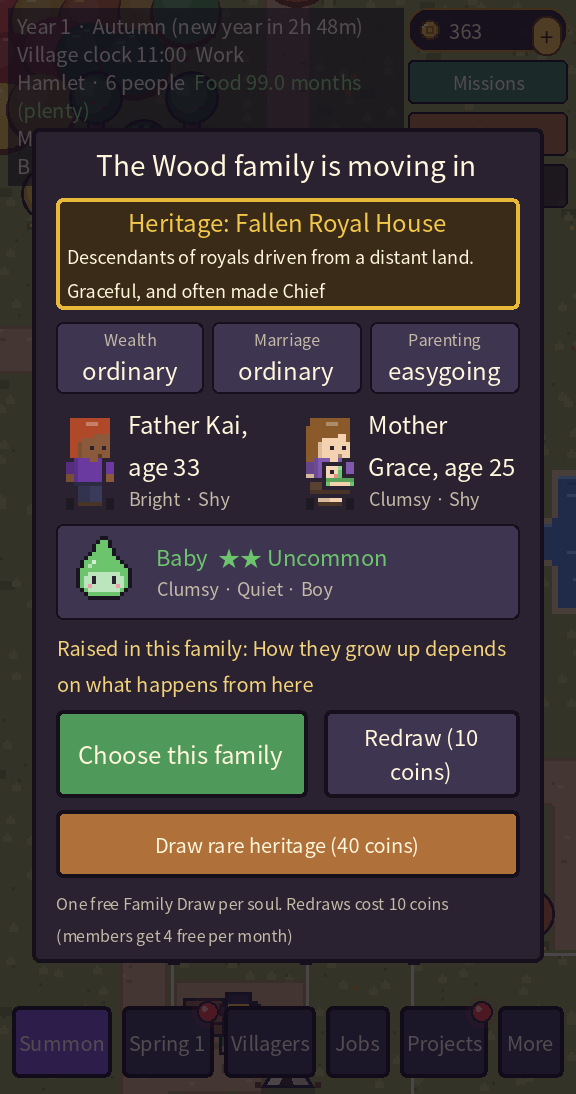 Year 1 · Autumn (new year in 2h 48m)
Village clock 11:00 Work
Hamlet · 6 people Food 99.0 months
(plenty)
M
B
363
+
Missions
The Wood family is moving in
Heritage: Fallen Royal House
Descendants of royals driven from a distant land.
Graceful, and often made Chief
Wealth
ordinary
Marriage
ordinary
Parenting
easygoing
Father Kai,
age 33
Bright · Shy
Mother
Grace, age 25
Clumsy · Shy
Baby ★★ Uncommon
Clumsy · Quiet · Boy
Raised in this family: How they grow up depends
on what happens from here
Choose this family
Redraw (10
coins)
Draw rare heritage (40 coins)
One free Family Draw per soul. Redraws cost 10 coins
(members get 4 free per month)
Summon
Spring 1
Villagers
Jobs
Projects
More